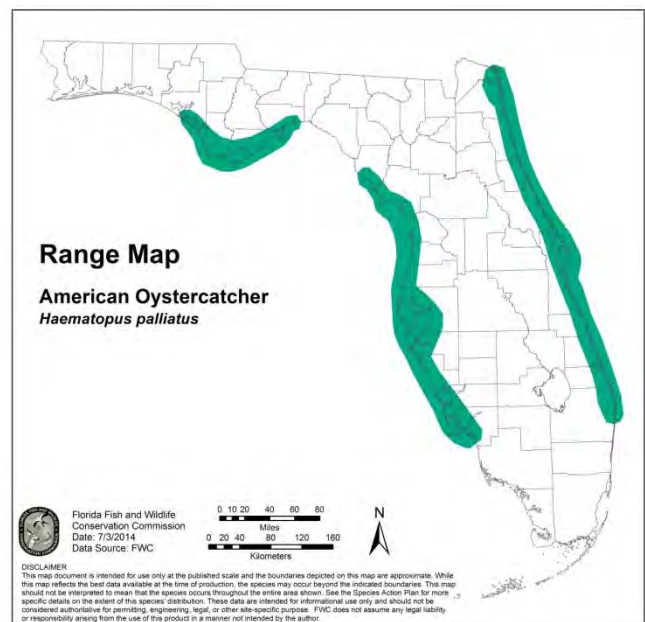 Range Map
American Oystercatcher
Haematopus palliatus
Florida Fish and Wildlife
Conservation Commission
Date: 7/3/2014
Data Source: FWC
0 10 20 40 60 80
Miles
0 20 40 80 120 160
Kilometers
N
DISCLAIMER
This map document is intended for use only at the published scale and the boundaries depicted on this map are approximate. While
this map reflects the best data available at the time of production, the species may occur beyond the indicated boundaries. This map
should not be interpreted to mean that the species occurs throughout the entire area shown. See the Species Action Plan for more
specific details on the extent of this species' distribution. These data are intended for informational use only and should not be
considered authoritative for permitting, engineering, legal, or other site-specific purpose. FWC does not assume any legal liability
or responsibility arising from the use of this product in a manner not intended by the author.